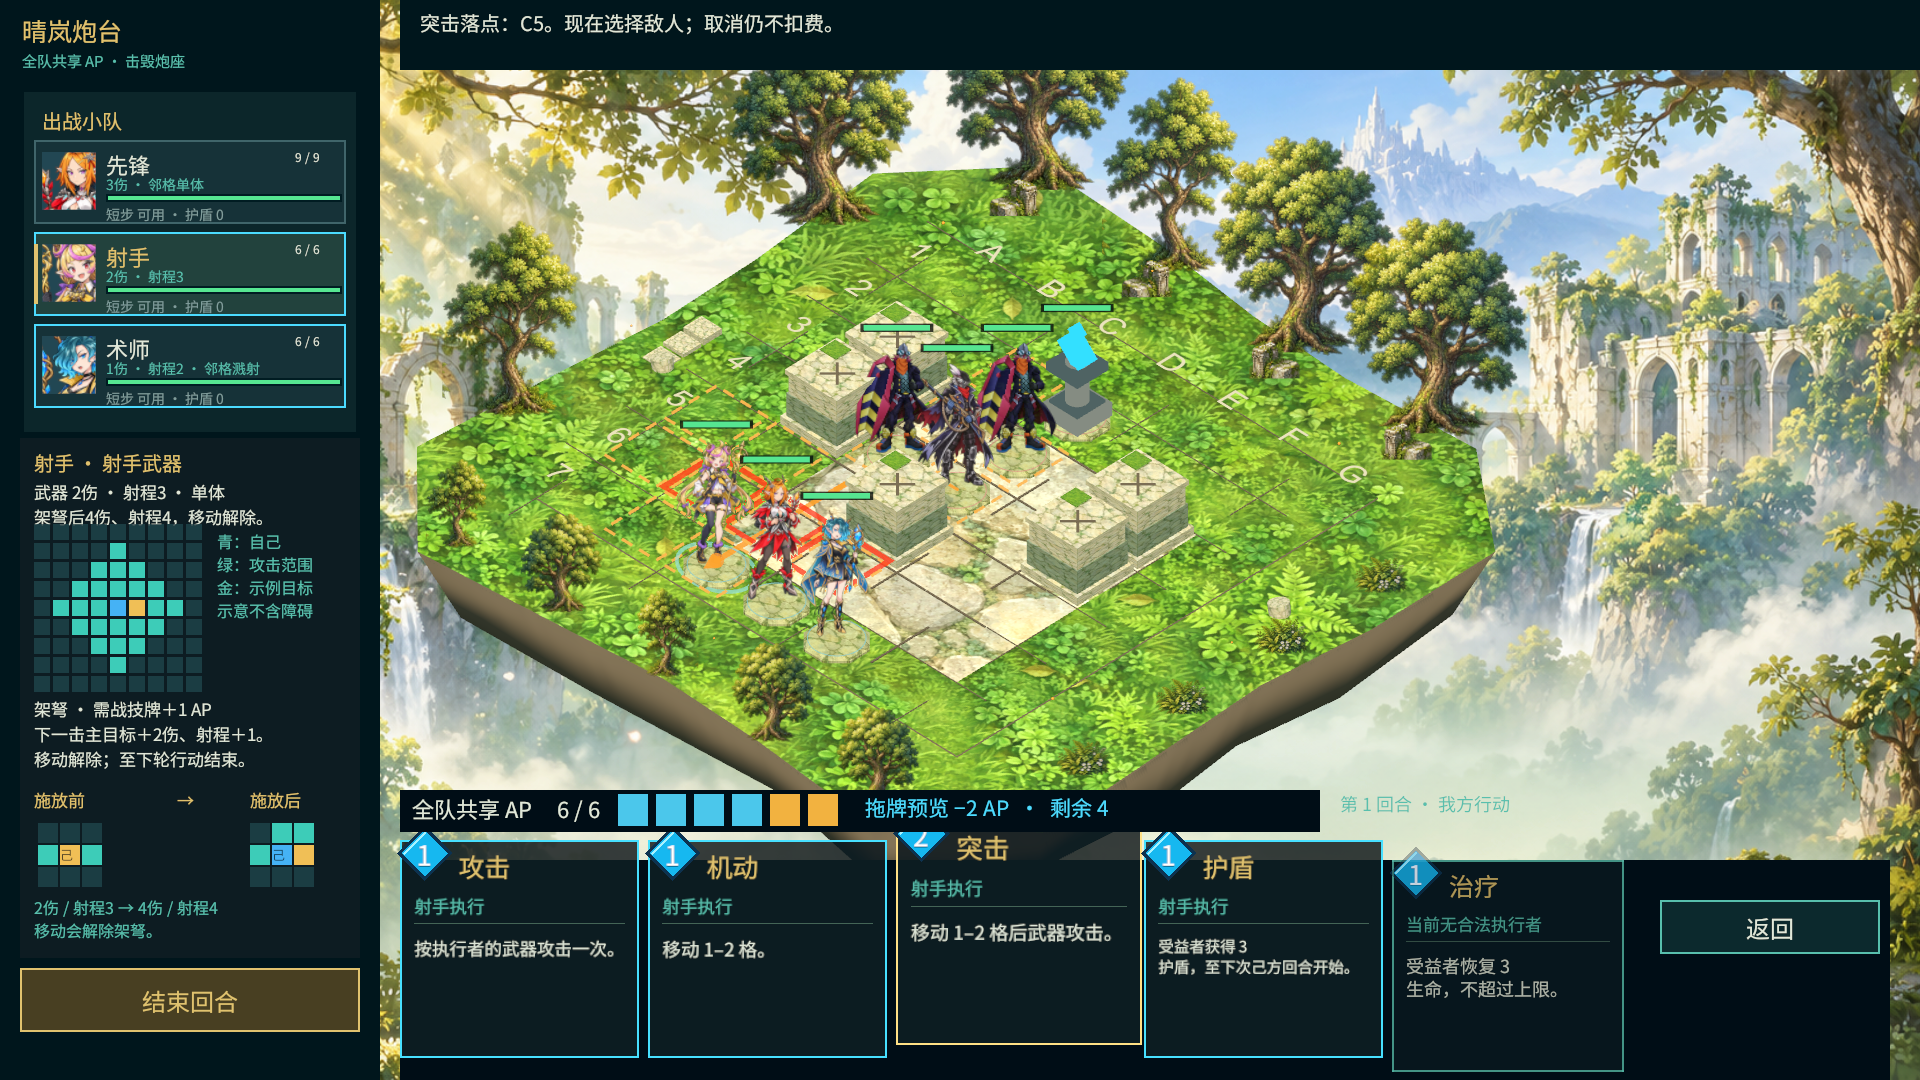 晴岚炮台
全队共享 AP · 击毁炮座
出战小队
先锋
9 / 9
3伤 · 邻格单体
短步 可用 · 护盾 0
射手
6 / 6
2伤 · 射程3
短步 可用 · 护盾 0
术师
6 / 6
1伤 · 射程2 · 邻格溅射
短步 可用 · 护盾 0
射手 · 射手武器
武器 2伤 · 射程3 · 单体
架弩后4伤、射程4，移动解除。
青：自己
绿：攻击范围
金：示例目标
示意不含障碍
架弩 · 需战技牌＋1 AP
下一击主目标＋2伤、射程＋1。
移动解除；至下轮行动结束。
施放前 → 施放后
己 己
2伤 / 射程3 → 4伤 / 射程4
移动会解除架弩。
结束回合
突击落点：C5。现在选择敌人；取消仍不扣费。
1 A
2 B
3 C
4 D
5 E
6 F
7 G
全队共享 AP 6 / 6 拖牌预览 −2 AP · 剩余 4
第 1 回合 · 我方行动
1 攻击
射手执行
按执行者的武器攻击一次。
1 机动
射手执行
移动 1–2 格。
2 突击
射手执行
移动 1–2 格后武器攻击。
1 护盾
射手执行
受益者获得 3
护盾，至下次己方回合开始。
1 治疗
当前无合法执行者
受益者恢复 3
生命，不超过上限。
返回